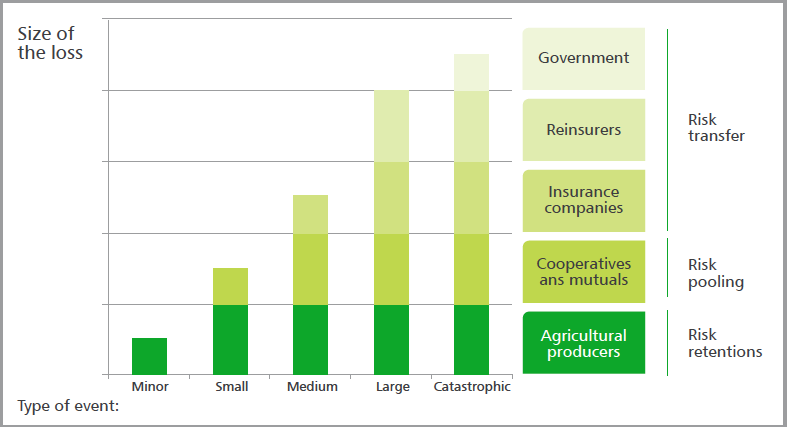 Size of
the loss
Government
Reinsurers
Risk
transfer
Insurance
companies
Cooperatives
ans mutuals
Risk
pooling
Agricultural
producers
Risk
retentions
Minor
Small
Medium
Large
Catastrophic
Type of event: